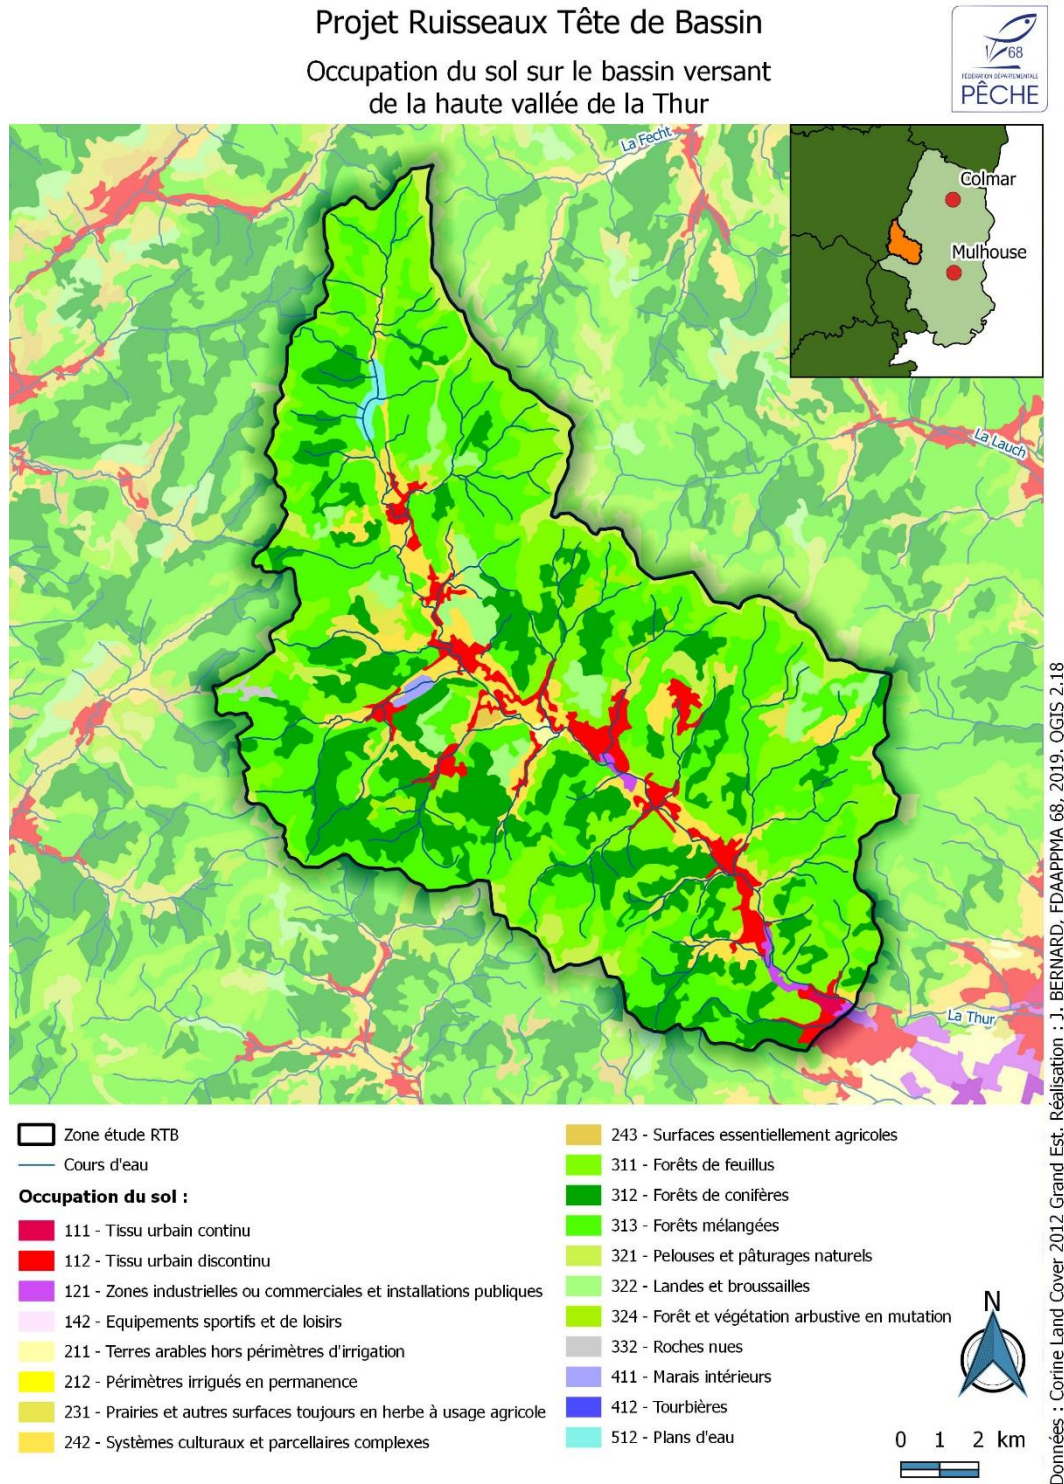 Projet Ruisseaux Tête de Bassin
Occupation du sol sur le bassin versant
de la haute vallée de la Thur
68
FÉDÉRATION DÉPARTEMENTALE
PÊCHE
La Fecht
Colmar
Mulhouse
La Lauch
La Thur
Zone étude RTB
Cours d'eau
Occupation du sol :
111 - Tissu urbain continu
112 - Tissu urbain discontinu
121 - Zones industrielles ou commerciales et installations publiques
142 - Equipements sportifs et de loisirs
211 - Terres arables hors périmètres d'irrigation
212 - Périmètres irrigués en permanence
231 - Prairies et autres surfaces toujours en herbe à usage agricole
242 - Systèmes culturaux et parcellaires complexes
243 - Surfaces essentiellement agricoles
311 - Forêts de feuillus
312 - Forêts de conifères
313 - Forêts mélangées
321 - Pelouses et pâturages naturels
322 - Landes et broussailles
324 - Forêt et végétation arbustive en mutation
332 - Roches nues
411 - Marais intérieurs
412 - Tourbières
512 - Plans d'eau
N
0 1 2 km
Données : Corine Land Cover 2012 Grand Est, Réalisation : J. BERNARD, FDAAPPMA 68, 2019, QGIS 2.18